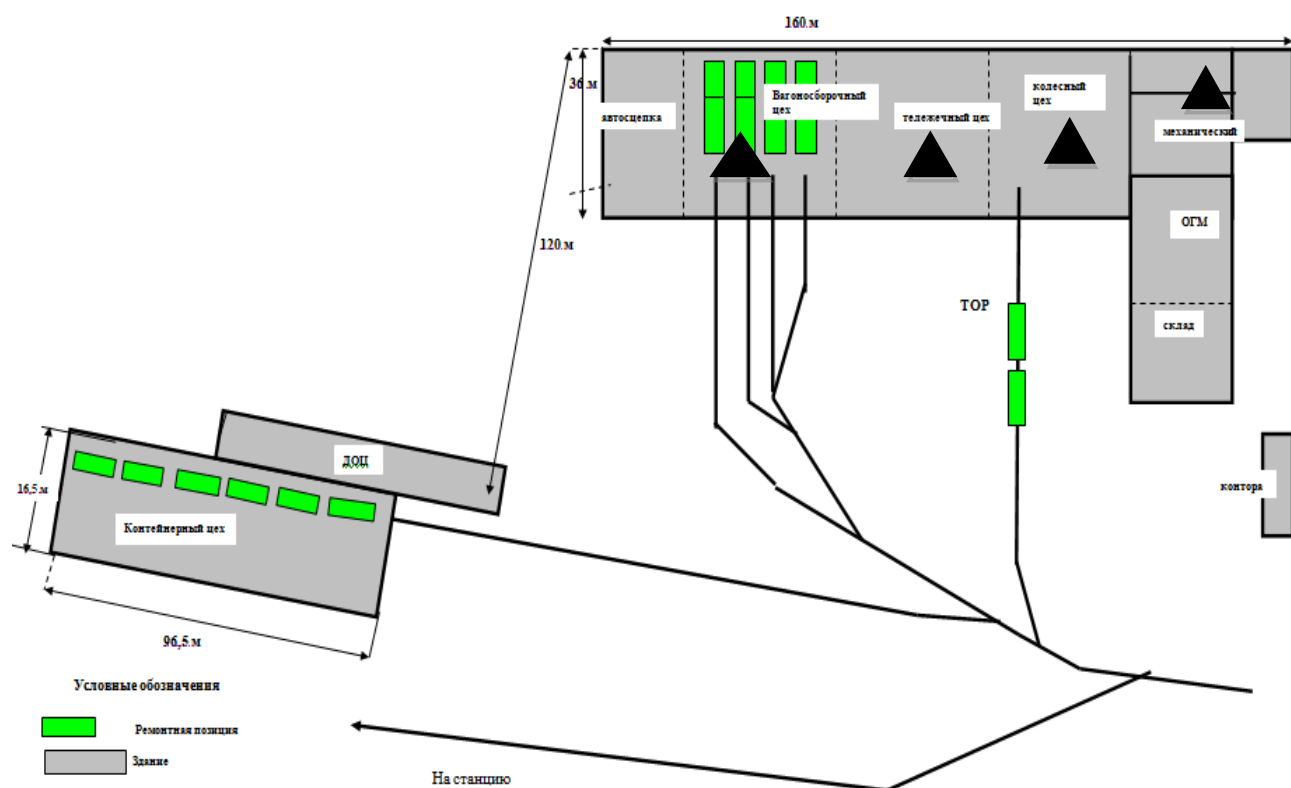 160.м
36.м
автосцепка
Вагоносборочный
цех
тележечный цех
колесный
цех
механический
ОГМ
склад
120.м
ТОР
контора
ДОЦ
16,5.м
Контейнерный цех
96,5.м
Условные обозначения
Ремонтная позиция
Здание
На станцию